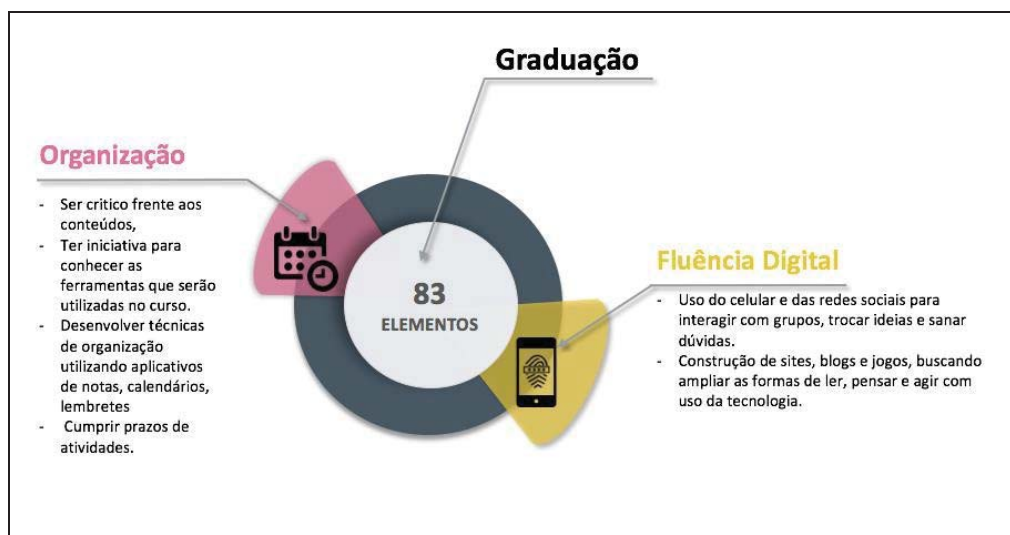 Graduação
Organização
- Ser critico frente aos
conteúdos,
- Ter iniciativa para
conhecer as
ferramentas que serão
utilizadas no curso.
- Desenvolver técnicas
de organização
utilizando aplicativos
de notas, calendários,
lembretes
- Cumprir prazos de
atividades.
83
ELEMENTOS
Fluência Digital
- Uso do celular e das redes sociais para
interagir com grupos, trocar ideias e sanar
dúvidas.
- Construção de sites, blogs e jogos, buscando
ampliar as formas de ler, pensar e agir com
uso da tecnologia.